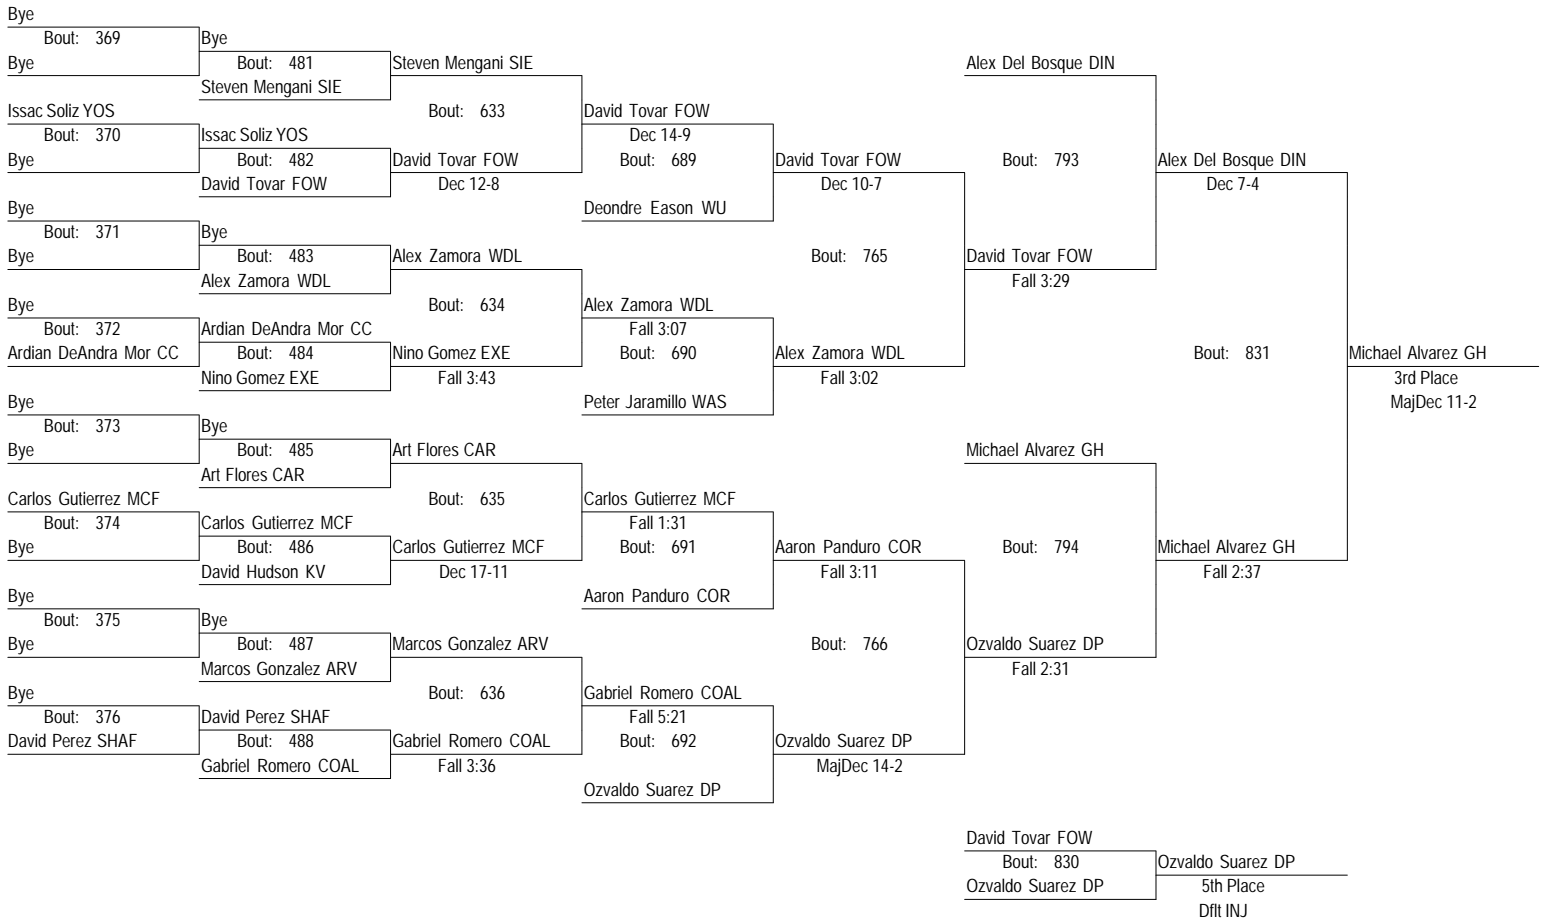 Bye
Bout: 369
Bye
Bye
Bout: 481
Bye
Steven Mengani SIE
Alex Del Bosque DIN
Steven Mengani SIE
Issac Soliz YOS
Bout: 633
David Tovar FOW
Bout: 370
Issac Soliz YOS
Dec 14-9
Bye
Bout: 482
David Tovar FOW
Bout: 689
David Tovar FOW
Bout: 793
Alex Del Bosque DIN
David Tovar FOW
Dec 12-8
Dec 10-7
Dec 7-4
Bye
Deondre Eason WU
Bout: 371
Bye
Bye
Bout: 483
Alex Zamora WDL
Bout: 765
David Tovar FOW
Alex Zamora WDL
Fall 3:29
Bye
Bout: 634
Alex Zamora WDL
Bout: 372
Ardian DeAndra Mor CC
Fall 3:07
Ardian DeAndra Mor CC
Bout: 484
Nino Gomez EXE
Bout: 690
Alex Zamora WDL
Bout: 831
Michael Alvarez GH
Nino Gomez EXE
Fall 3:43
Fall 3:02
3rd Place
Bye
Peter Jaramillo WAS
MajDec 11-2
Bout: 373
Bye
Bye
Bout: 485
Art Flores CAR
Michael Alvarez GH
Art Flores CAR
Carlos Gutierrez MCF
Bout: 635
Carlos Gutierrez MCF
Bout: 374
Carlos Gutierrez MCF
Fall 1:31
Bye
Bout: 486
Carlos Gutierrez MCF
Bout: 691
Aaron Panduro COR
Bout: 794
Michael Alvarez GH
David Hudson KV
Dec 17-11
Fall 3:11
Fall 2:37
Bye
Aaron Panduro COR
Bout: 375
Bye
Bye
Bout: 487
Marcos Gonzalez ARV
Bout: 766
Ozvaldo Suarez DP
Marcos Gonzalez ARV
Fall 2:31
Bye
Bout: 636
Gabriel Romero COAL
Bout: 376
David Perez SHAF
Fall 5:21
David Perez SHAF
Bout: 488
Gabriel Romero COAL
Bout: 692
Ozvaldo Suarez DP
Gabriel Romero COAL
Fall 3:36
MajDec 14-2
Ozvaldo Suarez DP
David Tovar FOW
Bout: 830
Ozvaldo Suarez DP
Ozvaldo Suarez DP
5th Place
Dflt INJ